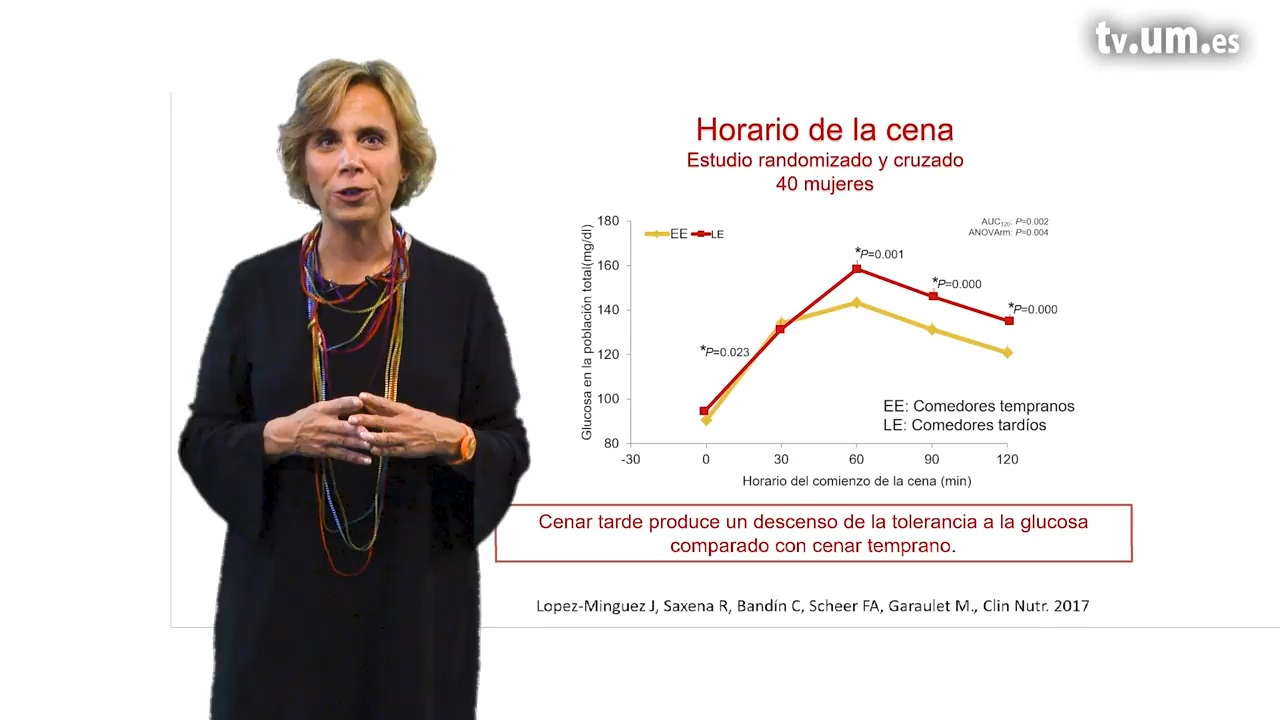 tv.um.es
Horario de la cena
Estudio randomizado y cruzado
40 mujeres
Glucosa en la población total(mg/dl)
180
160
140
120
100
80
EE
LE
AUC120: P=0.002
ANOVArm: P=0.004
*P=0.023
*P=0.001
*P=0.000
*P=0.000
EE: Comedores tempranos
LE: Comedores tardíos
-30 0 30 60 90 120
Horario del comienzo de la cena (min)
Cenar tarde produce un descenso de la tolerancia a la glucosa
comparado con cenar temprano.
Lopez-Minguez J, Saxena R, Bandín C, Scheer FA, Garaulet M., Clin Nutr. 2017